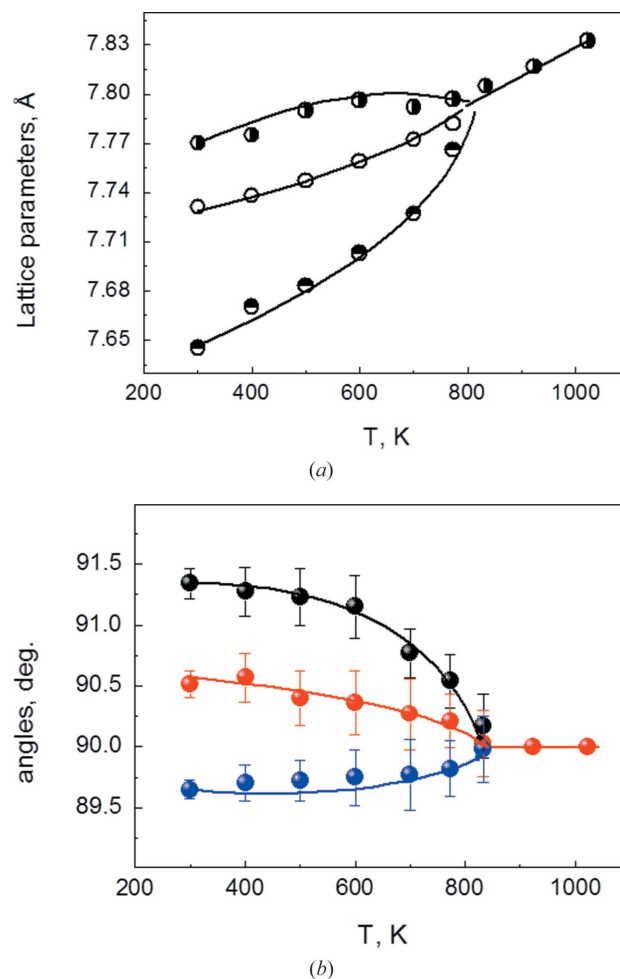 7.83
7.80
7.77
7.74
7.71
7.68
7.65
Lattice parameters, Å
200 400 600 800 1000
T, K
(a)
91.5
91.0
90.5
90.0
89.5
angles, deg.
200 400 600 800 1000
T, K
(b)